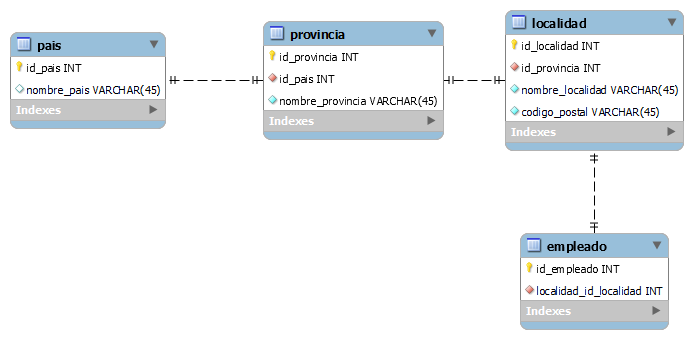 pais
id_pais INT
nombre_pais VARCHAR(45)
Indexes
provincia
id_provincia INT
id_pais INT
nombre_provincia VARCHAR(45)
Indexes
localidad
id_localidad INT
id_provincia INT
nombre_localidad VARCHAR(45)
codigo_postal VARCHAR(45)
Indexes
empleado
id_empleado INT
localidad_id_localidad INT
Indexes